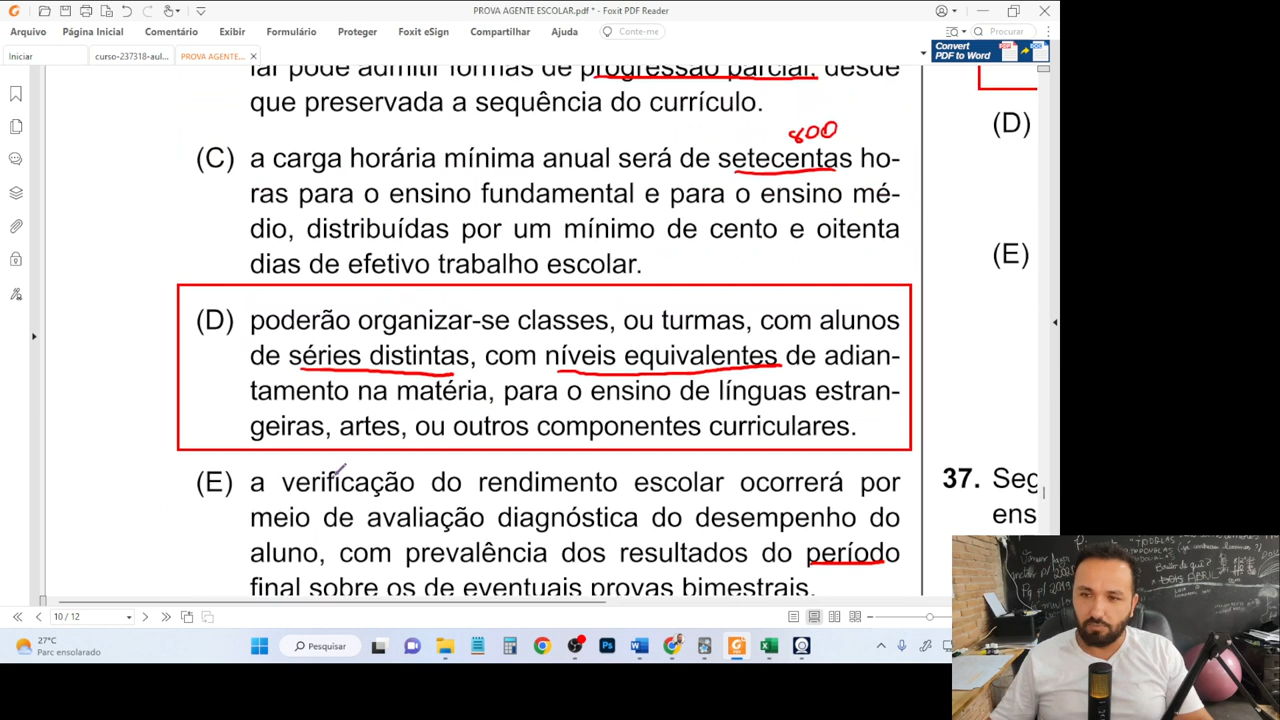 PROVA AGENTE ESCOLAR.pdf * - Foxit PDF Reader
Arquivo Página Inicial Comentário Exibir Formulário Proteger Foxit eSign Compartilhar Ajuda Conte-me Procurar
Iniciar curso-237318-aul... PROVA AGENTE...
Convert PDF to Word
lar pode admitir formas de progressão parcial, desde
que preservada a sequência do currículo.
800
(C) a carga horária mínima anual será de setecentas ho-
ras para o ensino fundamental e para o ensino mé-
dio, distribuídas por um mínimo de cento e oitenta
dias de efetivo trabalho escolar.
(D) poderão organizar-se classes, ou turmas, com alunos
de séries distintas, com níveis equivalentes de adian-
tamento na matéria, para o ensino de línguas estran-
geiras, artes, ou outros componentes curriculares.
(E) a verificação do rendimento escolar ocorrerá por
meio de avaliação diagnóstica do desempenho do
aluno, com prevalência dos resultados do período
final sobre os de eventuais provas bimestrais.
(D)
(E)
37. Seg
ens
10 / 12
27°C
Parc ensolarado
Pesquisar